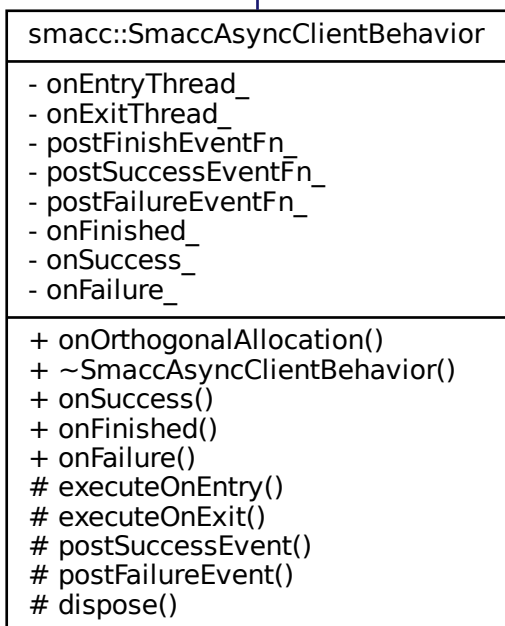 smacc::SmaccAsyncClientBehavior
- onEntryThread_
- onExitThread_
- postFinishEventFn_
- postSuccessEventFn_
- postFailureEventFn_
- onFinished_
- onSuccess_
- onFailure_
+ onOrthogonalAllocation()
+ ~SmaccAsyncClientBehavior()
+ onSuccess()
+ onFinished()
+ onFailure()
# executeOnEntry()
# executeOnExit()
# postSuccessEvent()
# postFailureEvent()
# dispose()